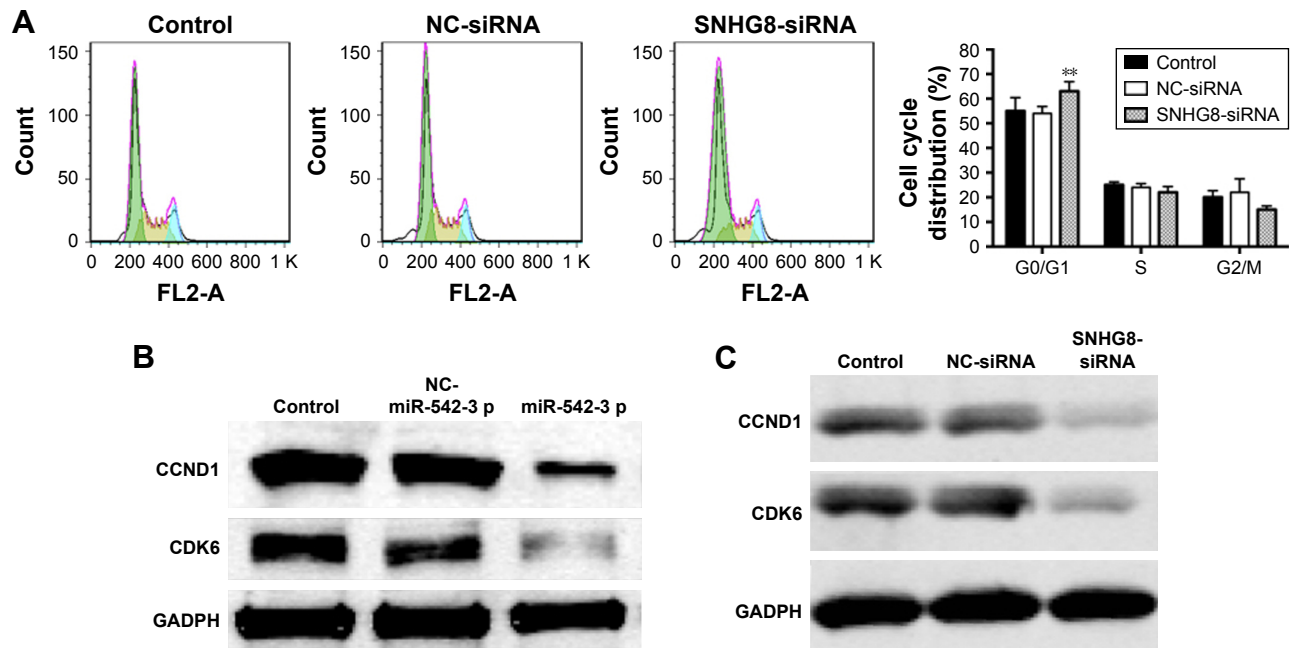 A
Control
NC-siRNA
SNHG8-siRNA
150
100
50
0
Count
0 200 400 600 800 1 K
FL2-A
150
100
50
0
Count
0 200 400 600 800 1 K
FL2-A
150
100
50
0
Count
0 200 400 600 800 1 K
FL2-A
80
70
60
50
40
30
20
10
0
Cell cycle
distribution (%)
**
Control
NC-siRNA
SNHG8-siRNA
G0/G1 S G2/M
B
Control
NC-
miR-542-3 p
miR-542-3 p
CCND1
CDK6
GADPH
C
Control
NC-siRNA
SNHG8-
siRNA
CCND1
CDK6
GADPH